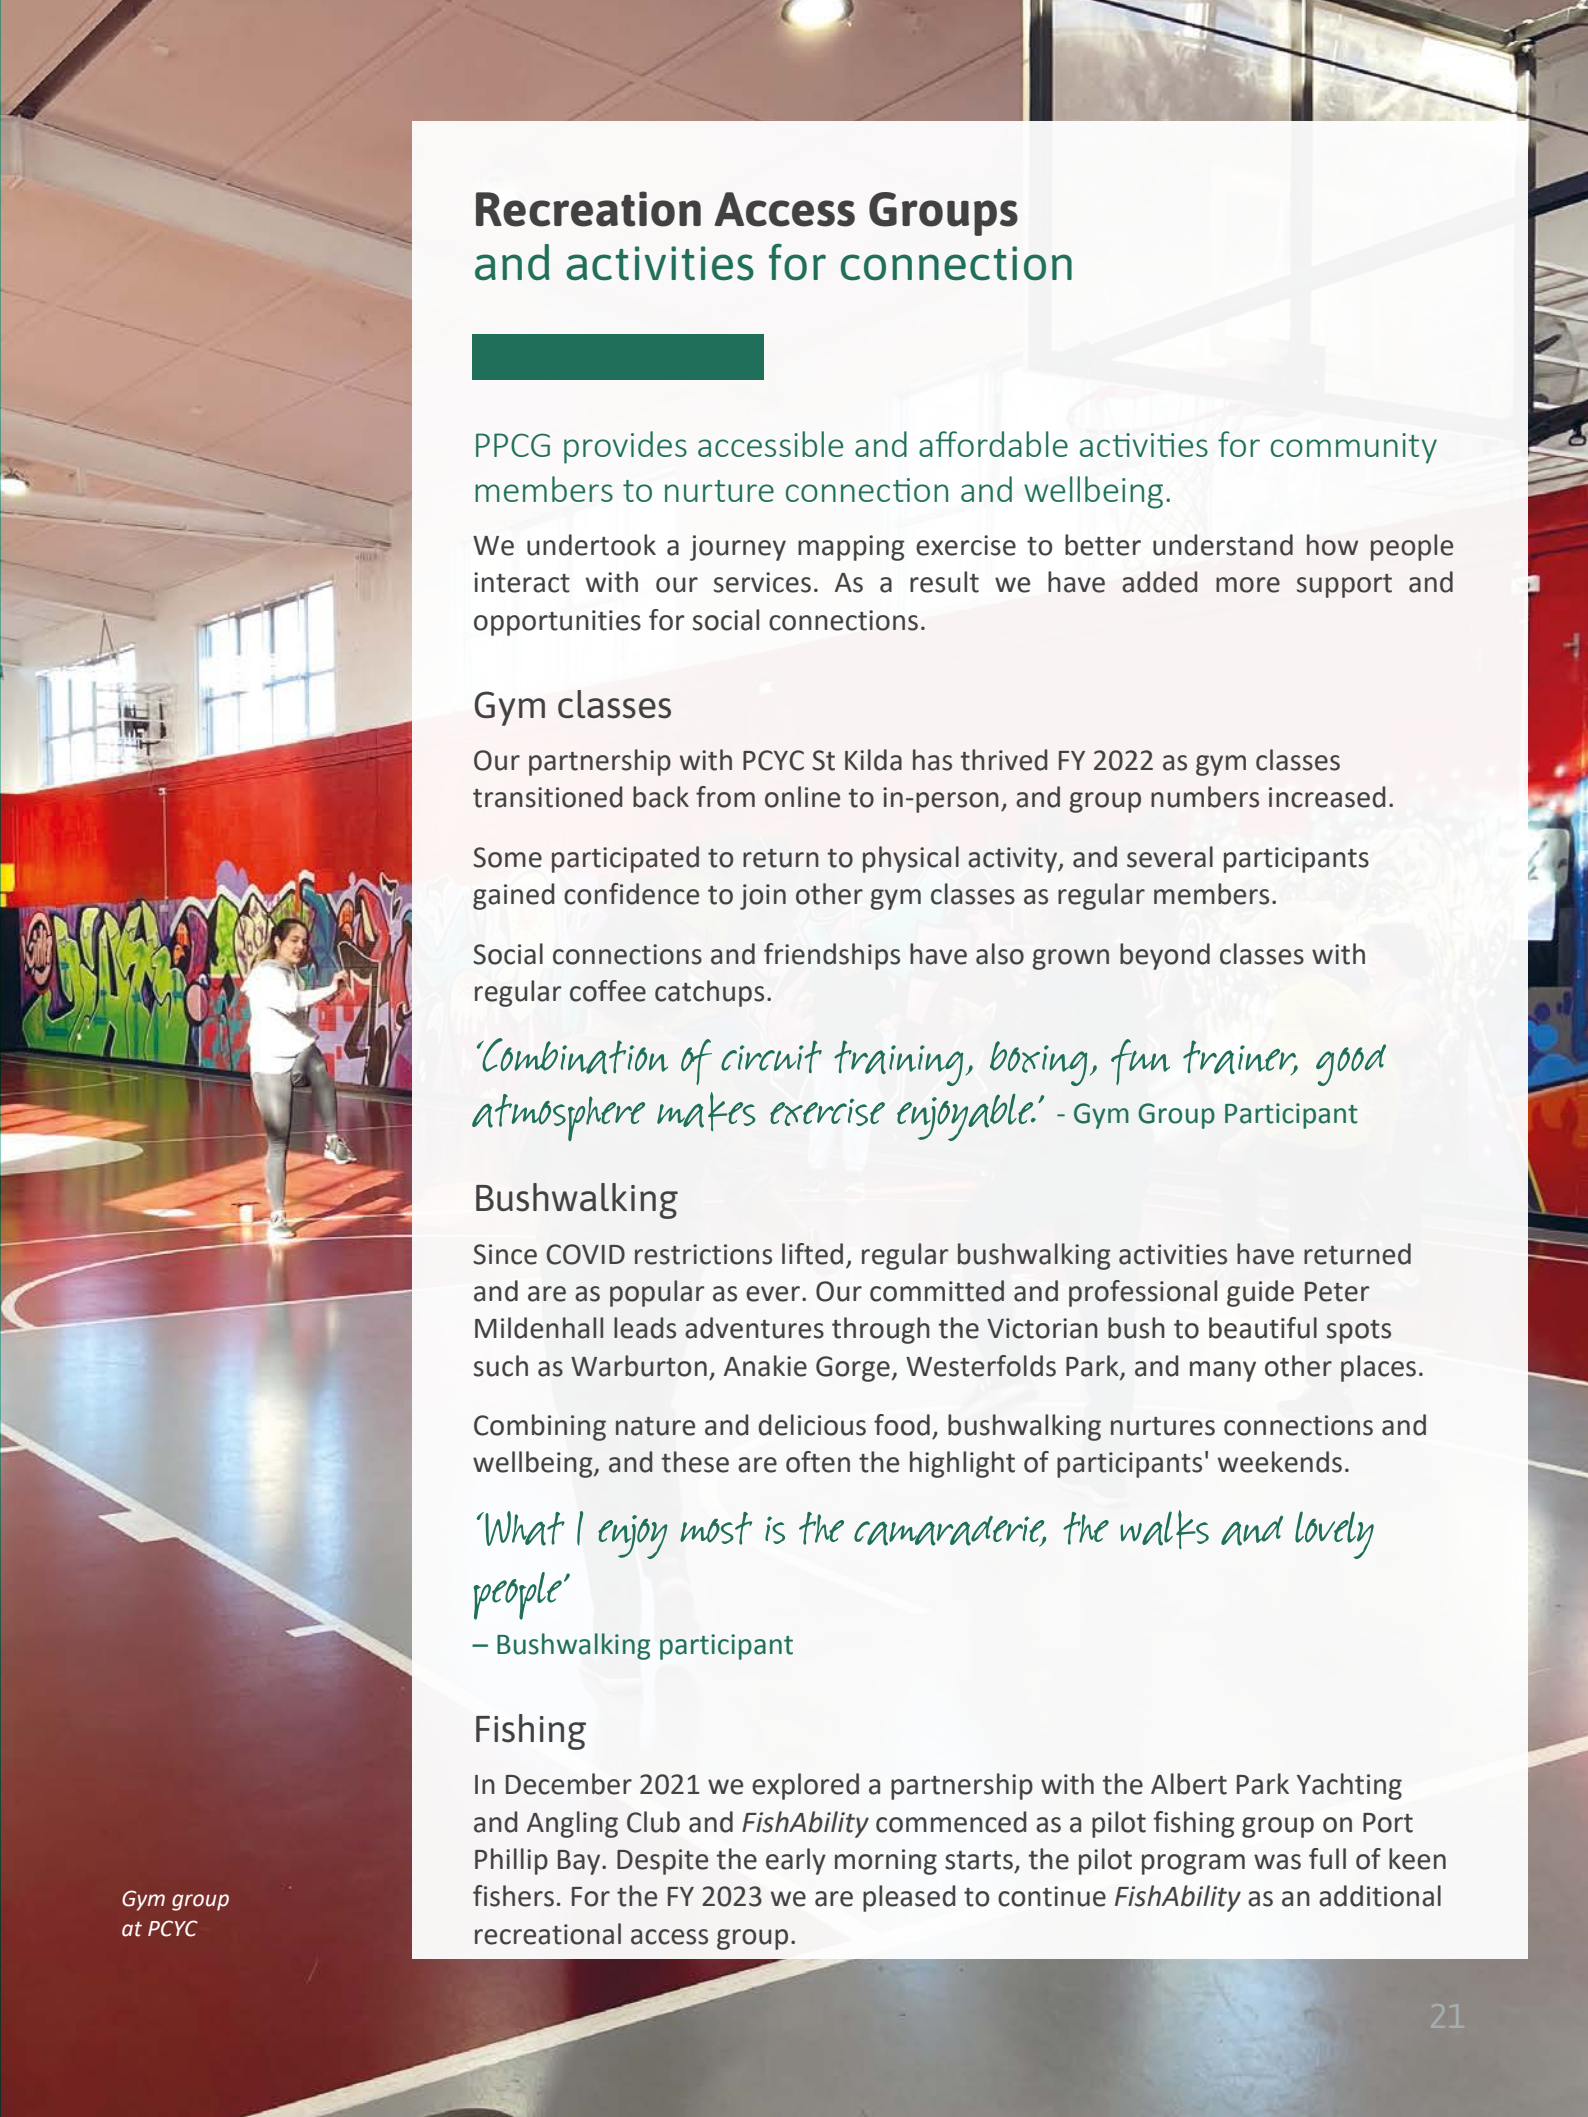 Recreation Access Groups
and activities for connection
PPCG provides accessible and affordable activities for community
members to nurture connection and wellbeing.
We undertook a journey mapping exercise to better understand how people
interact with our services. As a result we have added more support and
opportunities for social connections.
Gym classes
Our partnership with PCYC St Kilda has thrived FY 2022 as gym classes
transitioned back from online to in-person, and group numbers increased.
Some participated to return to physical activity, and several participants
gained confidence to join other gym classes as regular members.
Social connections and friendships have also grown beyond classes with
regular coffee catchups.
‘Combination of circuit training, boxing, fun trainer, good
atmosphere makes exercise enjoyable.’ - Gym Group Participant
Bushwalking
Since COVID restrictions lifted, regular bushwalking activities have returned
and are as popular as ever. Our committed and professional guide Peter
Mildenhall leads adventures through the Victorian bush to beautiful spots
such as Warburton, Anakie Gorge, Westerfolds Park, and many other places.
Combining nature and delicious food, bushwalking nurtures connections and
wellbeing, and these are often the highlight of participants' weekends.
‘What I enjoy most is the camaraderie, the walks and lovely
people’
– Bushwalking participant
Fishing
In December 2021 we explored a partnership with the Albert Park Yachting
and Angling Club and FishAbility commenced as a pilot fishing group on Port
Phillip Bay. Despite the early morning starts, the pilot program was full of keen
fishers. For the FY 2023 we are pleased to continue FishAbility as an additional
recreational access group.
Gym group
at PCYC
21